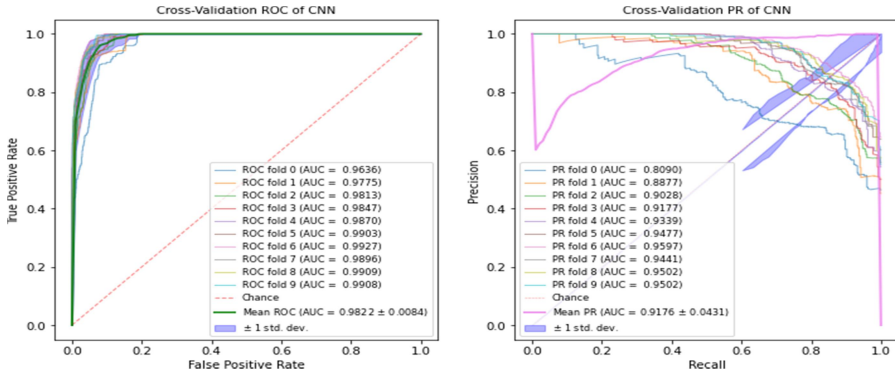 Cross-Validation ROC of CNN
True Positive Rate
1.0
0.8
0.6
0.4
0.2
0.0
ROC fold 0 (AUC = 0.9636)
ROC fold 1 (AUC = 0.9775)
ROC fold 2 (AUC = 0.9813)
ROC fold 3 (AUC = 0.9847)
ROC fold 4 (AUC = 0.9870)
ROC fold 5 (AUC = 0.9903)
ROC fold 6 (AUC = 0.9927)
ROC fold 7 (AUC = 0.9896)
ROC fold 8 (AUC = 0.9909)
ROC fold 9 (AUC = 0.9908)
Chance
Mean ROC (AUC = 0.9822 ± 0.0084)
± 1 std. dev.
0.0 0.2 0.4 0.6 0.8 1.0
False Positive Rate
Cross-Validation PR of CNN
Precision
1.0
0.8
0.6
0.4
0.2
0.0
PR fold 0 (AUC = 0.8090)
PR fold 1 (AUC = 0.8877)
PR fold 2 (AUC = 0.9028)
PR fold 3 (AUC = 0.9177)
PR fold 4 (AUC = 0.9339)
PR fold 5 (AUC = 0.9477)
PR fold 6 (AUC = 0.9597)
PR fold 7 (AUC = 0.9441)
PR fold 8 (AUC = 0.9502)
PR fold 9 (AUC = 0.9502)
Chance
Mean PR (AUC = 0.9176 ± 0.0431)
± 1 std. dev.
0.0 0.2 0.4 0.6 0.8 1.0
Recall